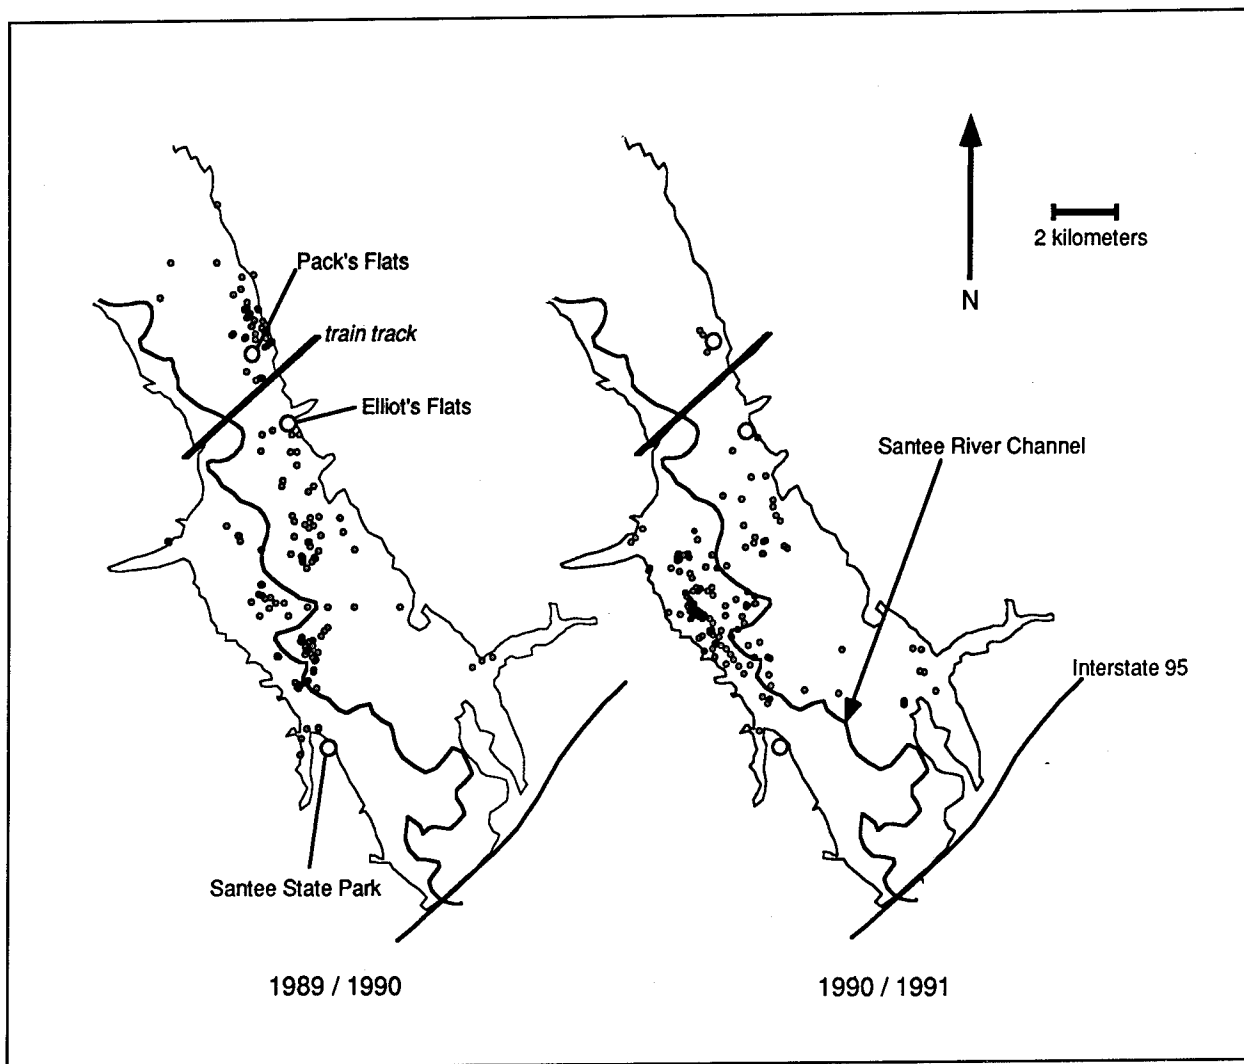 2 kilometers
N
Pack's Flats
train track
Elliot's Flats
Santee River Channel
Interstate 95
Santee State Park
1989 / 1990
1990 / 1991